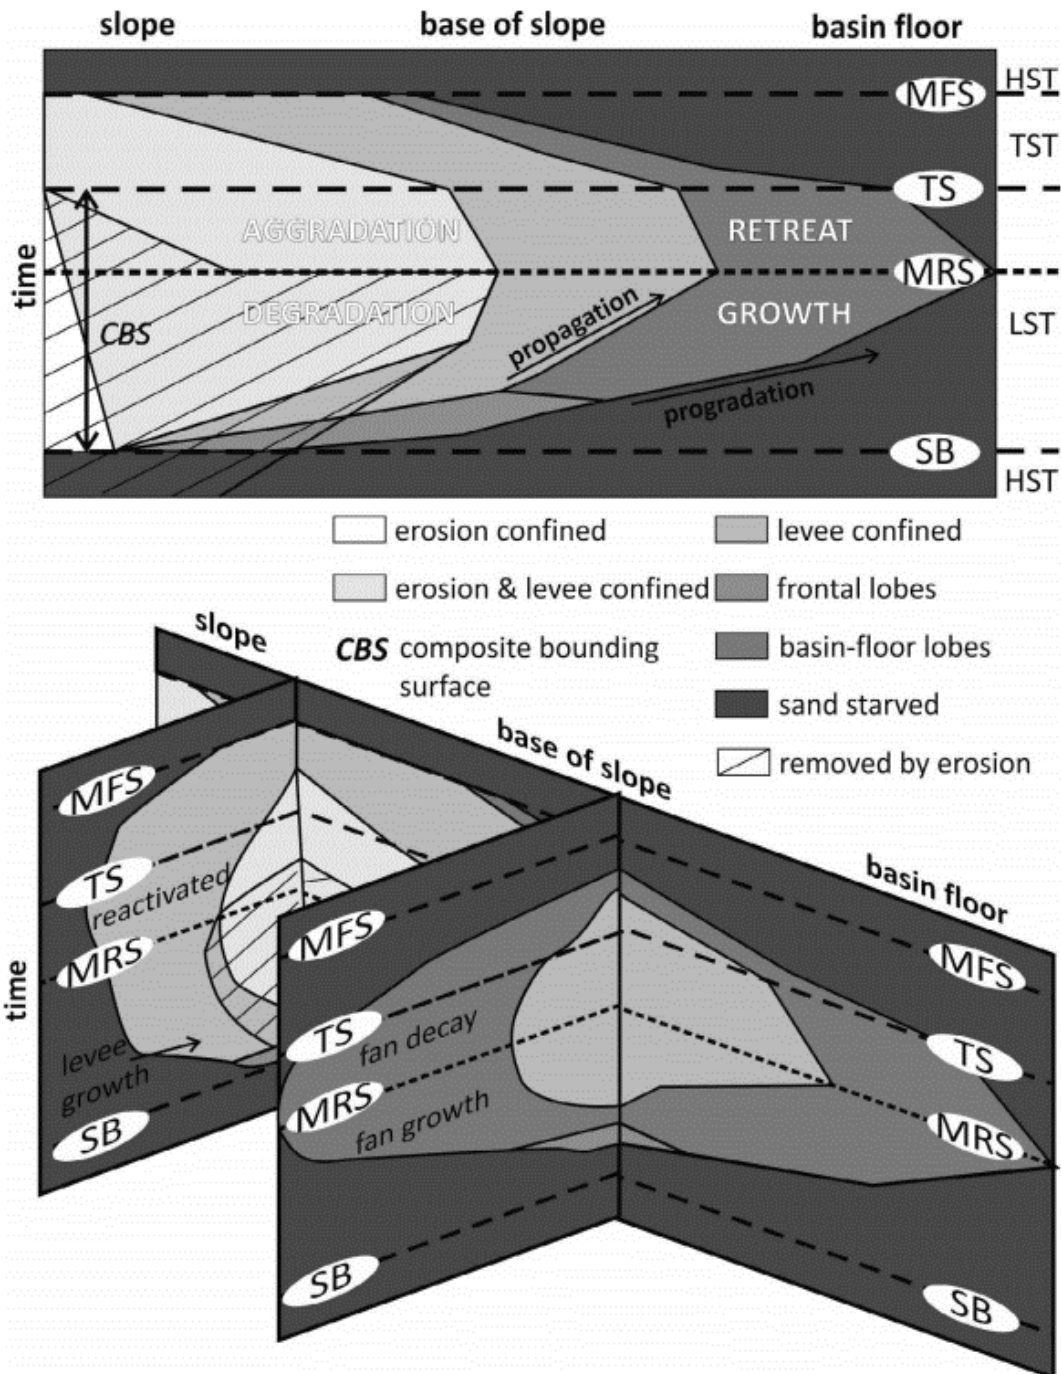 slope base of slope basin floor
HST
MFS
TST
TS
AGGRADATION RETREAT
time
MRS
CBS DEGRADATION propagation GROWTH LST
progradation
SB
HST
erosion confined levee confined
erosion & levee confined frontal lobes
CBS composite bounding surface basin-floor lobes
sand starved
removed by erosion
slope
base of slope
basin floor
time
MFS
TS
reactivated
MRS
levee growth
SB
MFS
TS
fan decay
MRS
fan growth
SB
MFS
TS
MRS
SB